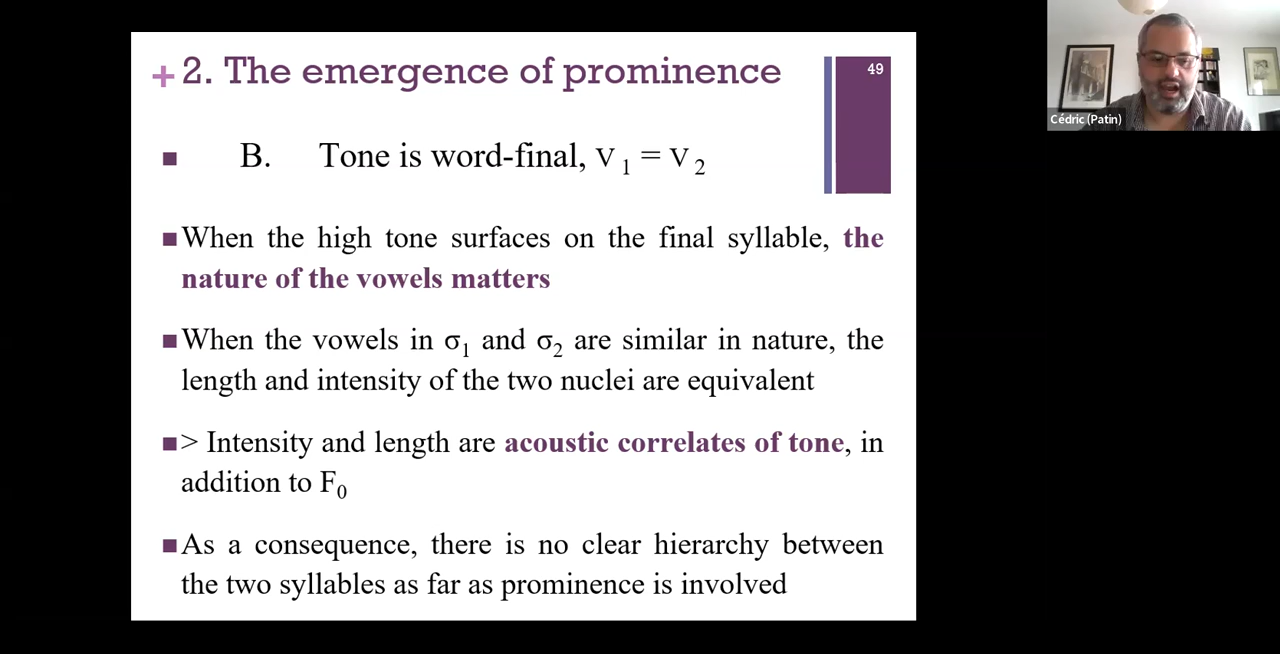 + 2. The emergence of prominence
49
■ B. Tone is word-final, V₁ = V₂
■ When the high tone surfaces on the final syllable, the
nature of the vowels matters
■ When the vowels in σ₁ and σ₂ are similar in nature, the
length and intensity of the two nuclei are equivalent
■ > Intensity and length are acoustic correlates of tone, in
addition to F₀
■ As a consequence, there is no clear hierarchy between
the two syllables as far as prominence is involved
Cédric (Patin)